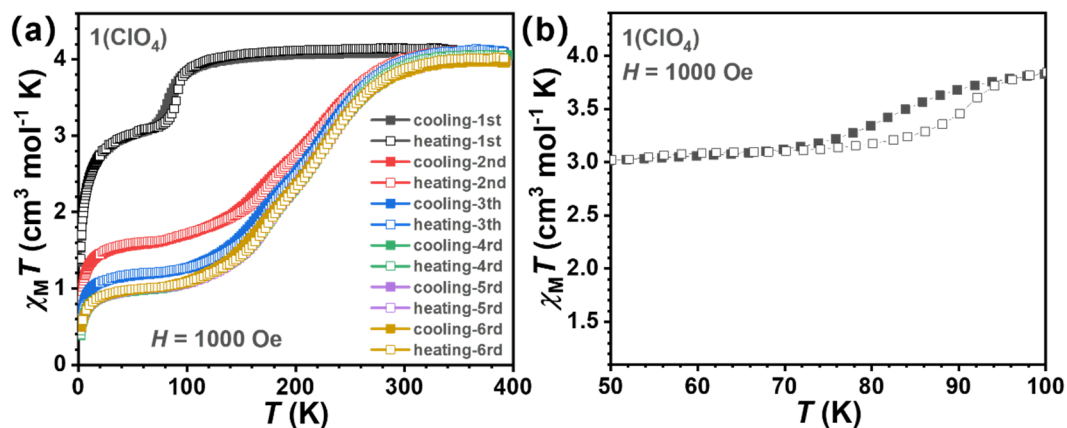 (a)
1(ClO₄)
χ_M T (cm³ mol⁻¹ K)
4
3
2
1
0
cooling-1st
heating-1st
cooling-2nd
heating-2nd
cooling-3th
heating-3th
cooling-4rd
heating-4rd
cooling-5rd
heating-5rd
cooling-6rd
heating-6rd
H = 1000 Oe
0 100 200 300 400
T (K)
(b)
1(ClO₄)
H = 1000 Oe
χ_M T (cm³ mol⁻¹ K)
4.0
3.5
3.0
2.5
2.0
1.5
50 60 70 80 90 100
T (K)